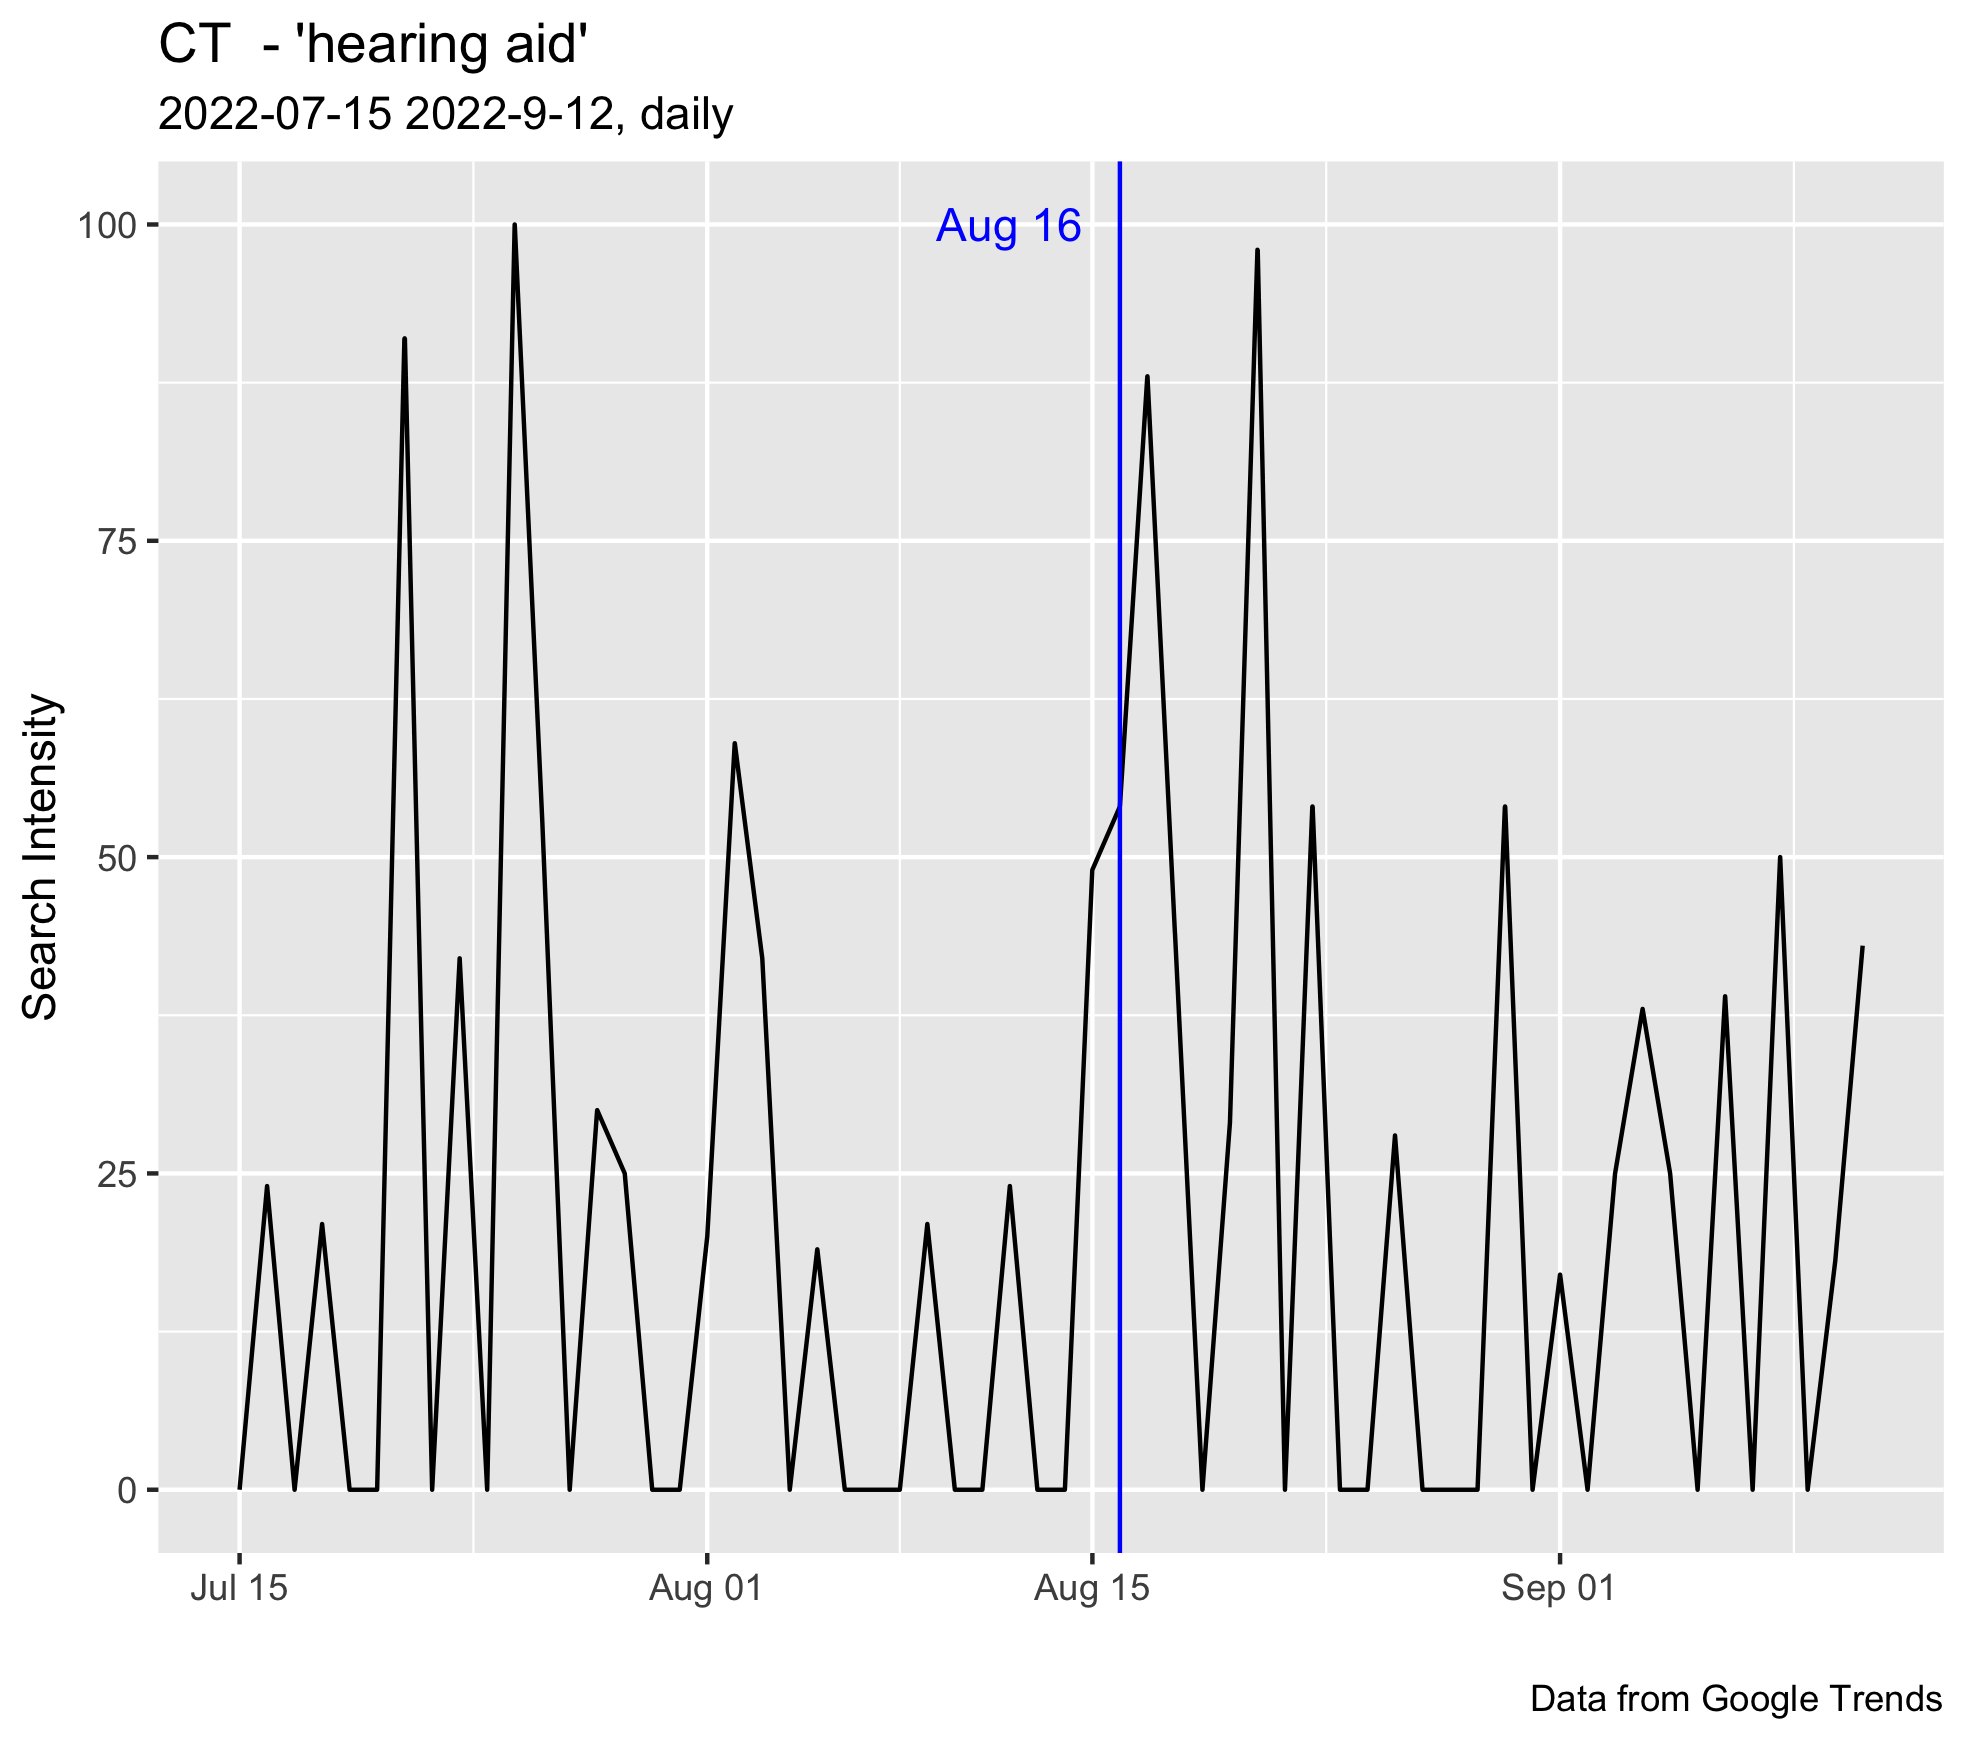 CT  - 'hearing aid'
2022-07-15 2022-9-12, daily
Aug 16
100
75
50
25
0
Search Intensity
Jul 15
Aug 01
Aug 15
Sep 01
Data from Google Trends